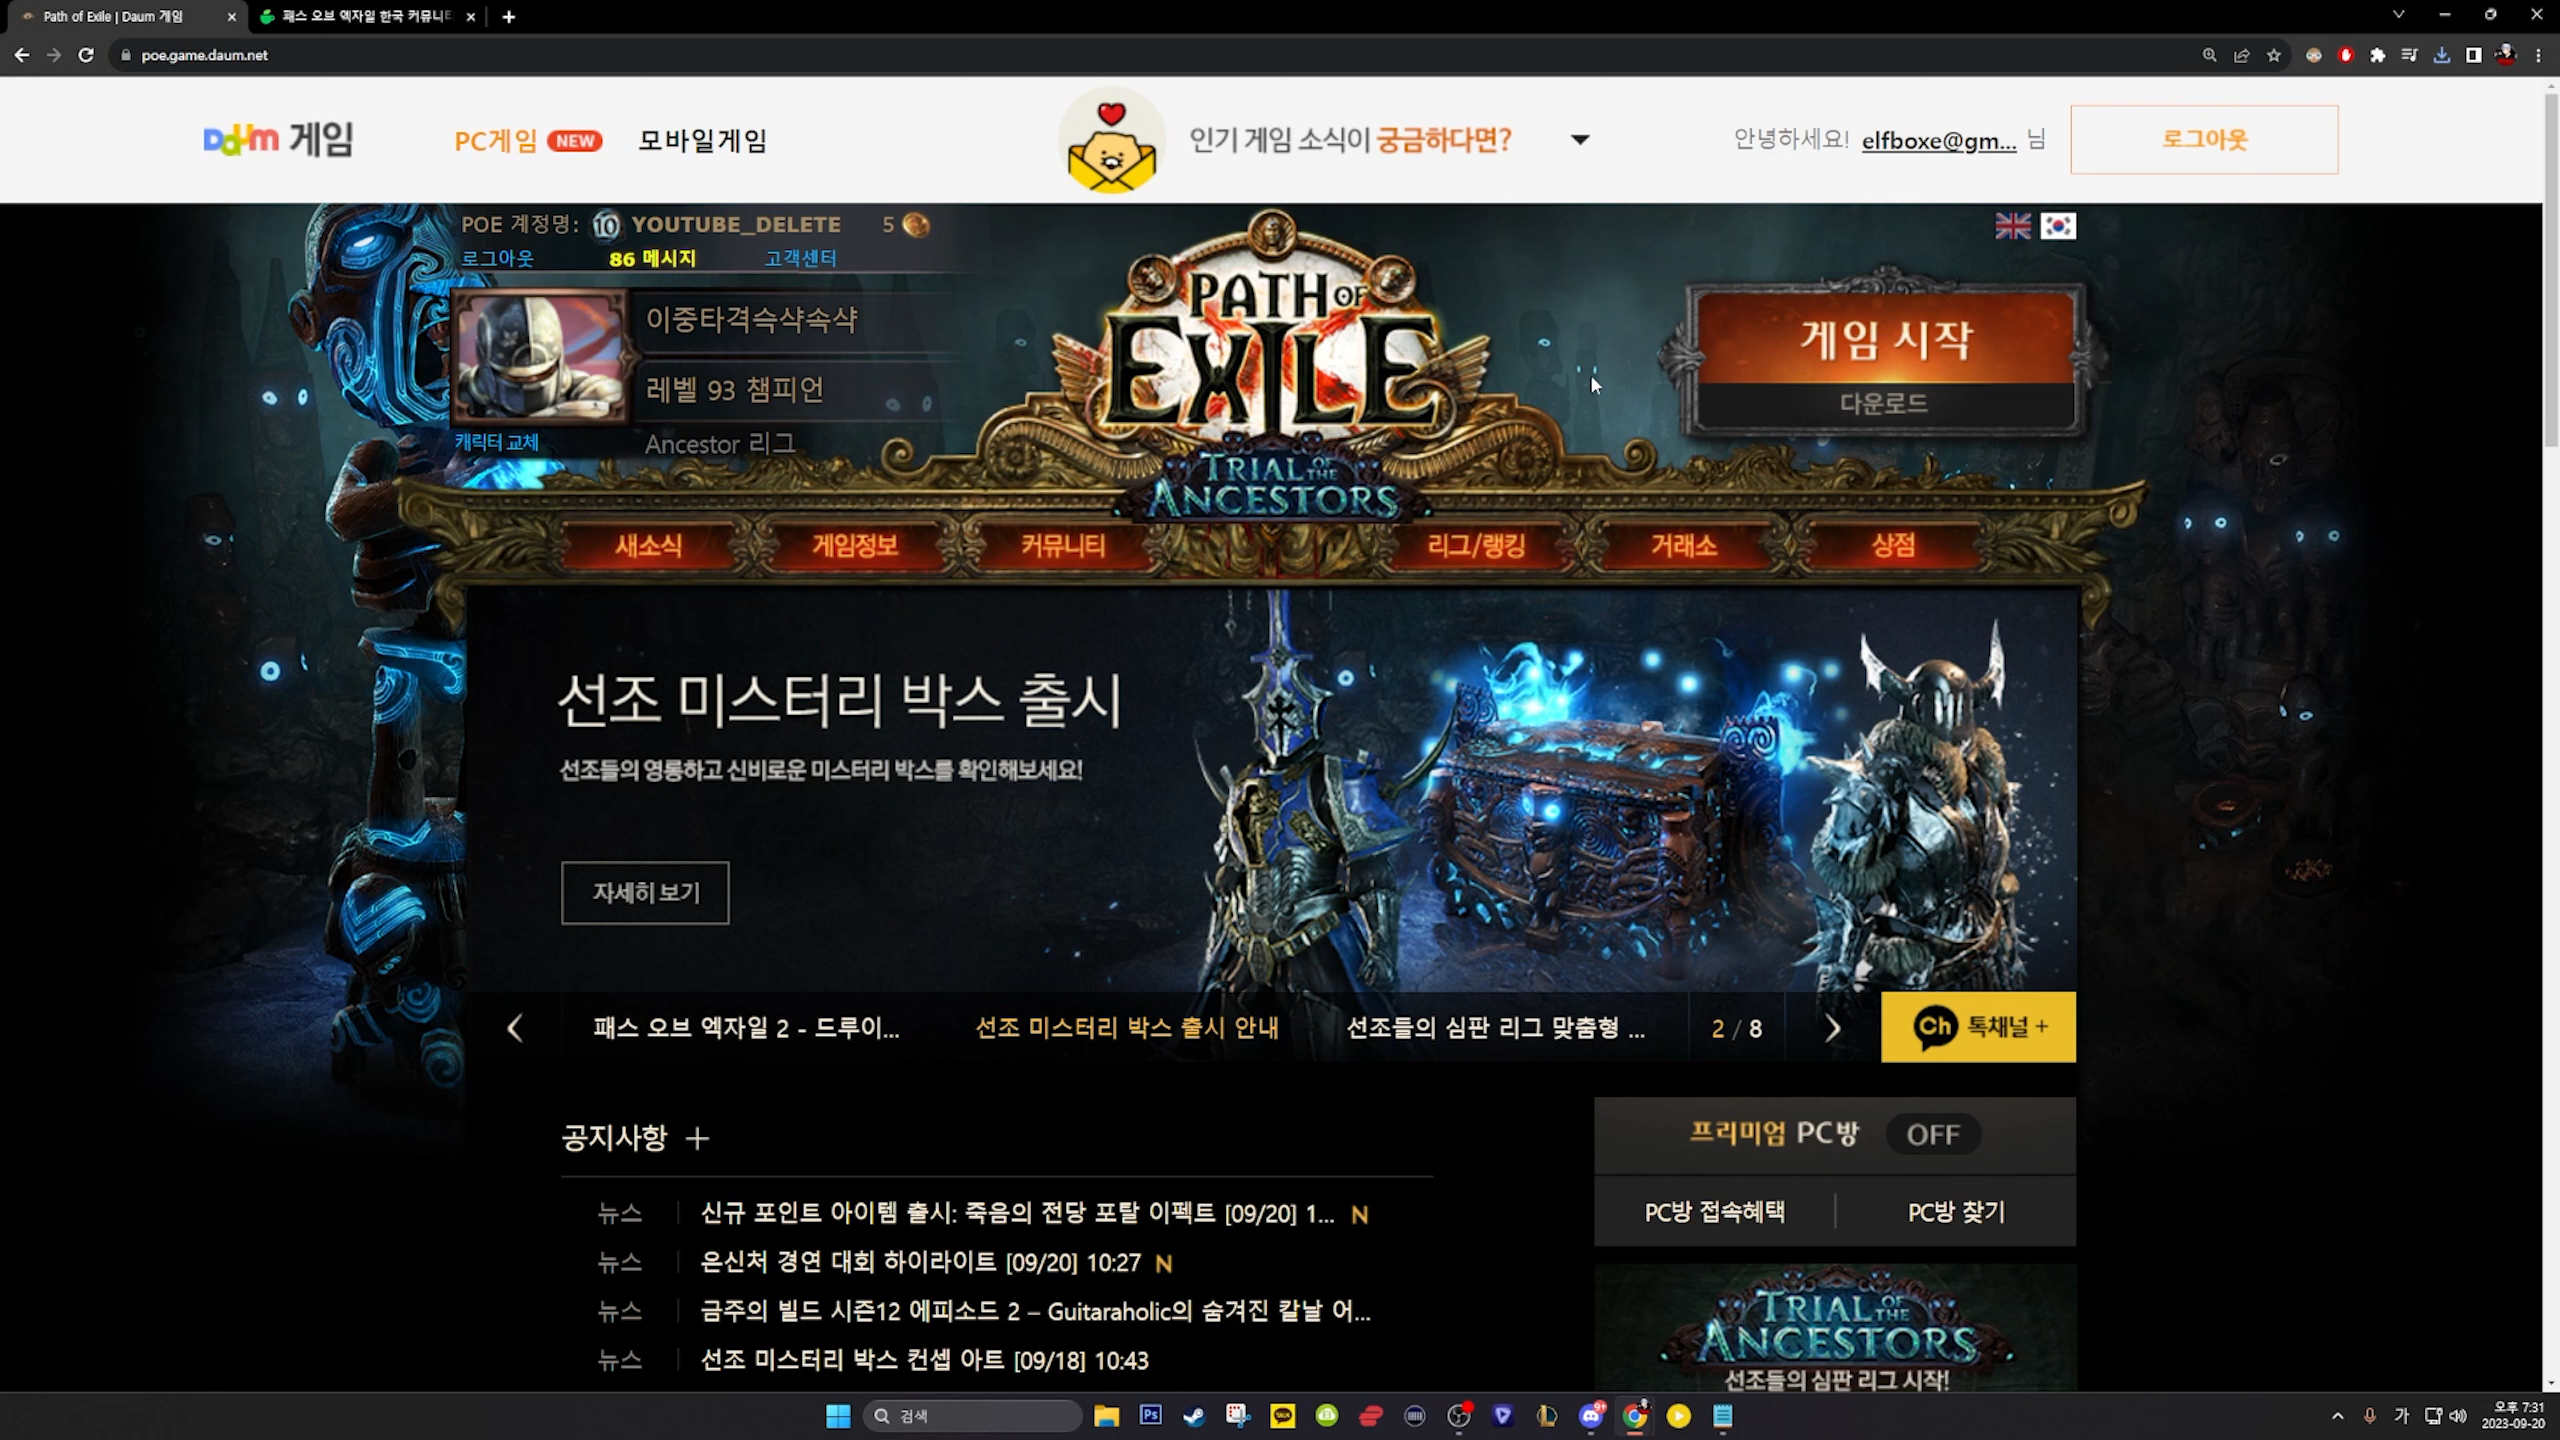 Path of Exile | Daum 게임
패스 오브 엑자일 한국 커뮤니티
poe.game.daum.net
Daum 게임
PC게임 NEW
모바일게임
인기 게임 소식이 궁금하다면?
안녕하세요! elfboxe@gm... 님
로그아웃
POE 계정명: 10 YOUTUBE_DELETE 5
로그아웃 86 메시지 고객센터
이중타격슥샥속샥
레벨 93 챔피언
캐릭터 교체
Ancestor 리그
PATH OF EXILE
TRIAL OF THE ANCESTORS
게임 시작
다운로드
새소식 게임정보 커뮤니티 리그/랭킹 거래소 상점
선조 미스터리 박스 출시
선조들의 영롱하고 신비로운 미스터리 박스를 확인해보세요!
자세히 보기
패스 오브 엑자일 2 - 드루이...
선조 미스터리 박스 출시 안내
선조들의 심판 리그 맞춤형 ...
2 / 8
Ch 톡채널 +
공지사항 +
뉴스 신규 포인트 아이템 출시: 죽음의 전당 포탈 이펙트 [09/20] 1... N
뉴스 은신처 경연 대회 하이라이트 [09/20] 10:27 N
뉴스 금주의 빌드 시즌12 에피소드 2 – Guitaraholic의 숨겨진 칼날 어...
뉴스 선조 미스터리 박스 컨셉 아트 [09/18] 10:43
프리미엄 PC방 OFF
PC방 접속혜택
PC방 찾기
TRIAL OF THE ANCESTORS
선조들의 심판 리그 시작!
검색
Ps
TALK
9+
가
오후 7:31
2023-09-20